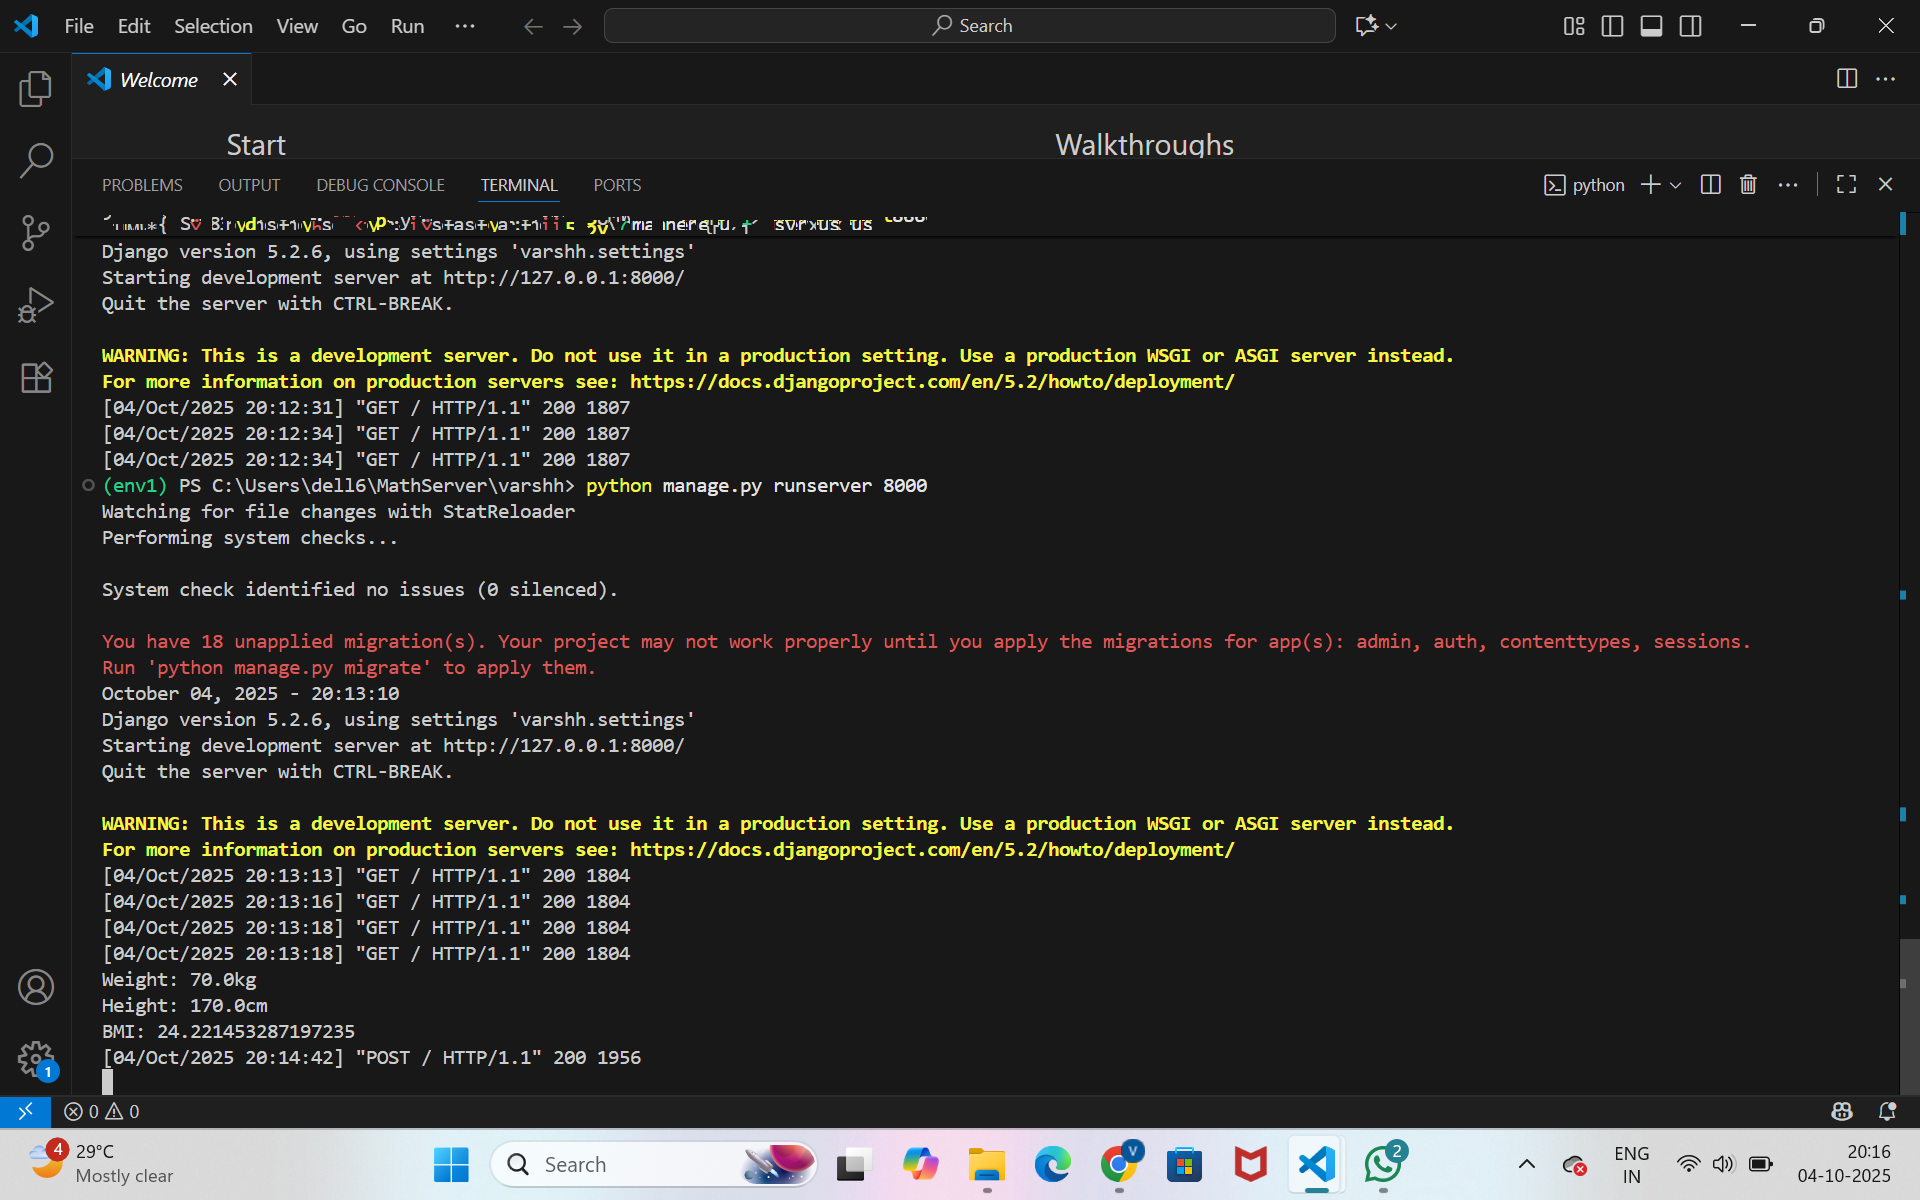 File Edit Selection View Go Run ··· Search
Welcome
Start Walkthroughs
PROBLEMS OUTPUT DEBUG CONSOLE TERMINAL PORTS python
Django version 5.2.6, using settings 'varshh.settings'
Starting development server at http://127.0.0.1:8000/
Quit the server with CTRL-BREAK.
WARNING: This is a development server. Do not use it in a production setting. Use a production WSGI or ASGI server instead.
For more information on production servers see: https://docs.djangoproject.com/en/5.2/howto/deployment/
[04/Oct/2025 20:12:31] "GET / HTTP/1.1" 200 1807
[04/Oct/2025 20:12:34] "GET / HTTP/1.1" 200 1807
[04/Oct/2025 20:12:34] "GET / HTTP/1.1" 200 1807
(env1) PS C:\Users\dell6\MathServer\varshh> python manage.py runserver 8000
Watching for file changes with StatReloader
Performing system checks...
System check identified no issues (0 silenced).
You have 18 unapplied migration(s). Your project may not work properly until you apply the migrations for app(s): admin, auth, contenttypes, sessions.
Run 'python manage.py migrate' to apply them.
October 04, 2025 - 20:13:10
Django version 5.2.6, using settings 'varshh.settings'
Starting development server at http://127.0.0.1:8000/
Quit the server with CTRL-BREAK.
WARNING: This is a development server. Do not use it in a production setting. Use a production WSGI or ASGI server instead.
For more information on production servers see: https://docs.djangoproject.com/en/5.2/howto/deployment/
[04/Oct/2025 20:13:13] "GET / HTTP/1.1" 200 1804
[04/Oct/2025 20:13:16] "GET / HTTP/1.1" 200 1804
[04/Oct/2025 20:13:18] "GET / HTTP/1.1" 200 1804
[04/Oct/2025 20:13:18] "GET / HTTP/1.1" 200 1804
Weight: 70.0kg
Height: 170.0cm
BMI: 24.221453287197235
[04/Oct/2025 20:14:42] "POST / HTTP/1.1" 200 1956
1
0 0
4 29°C
Mostly clear
Search
V
2
ENG
IN
20:16
04-10-2025